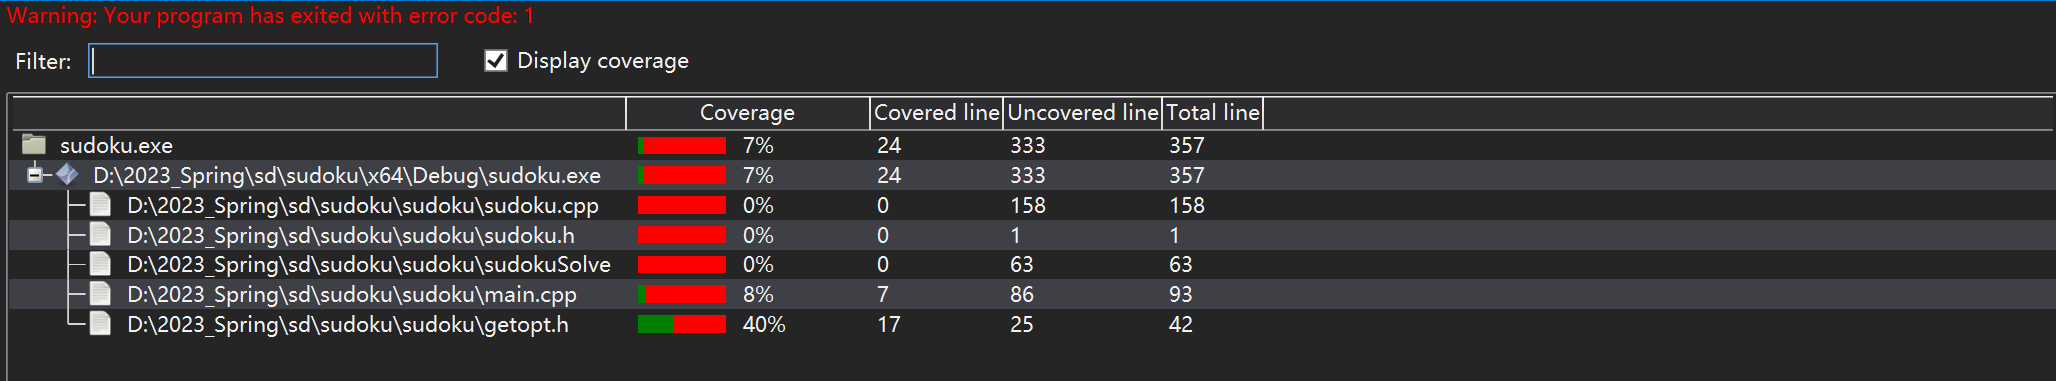 Warning: Your program has exited with error code: 1
Filter: Display coverage
Coverage Covered line Uncovered line Total line
sudoku.exe 7% 24 333 357
D:\2023_Spring\sd\sudoku\x64\Debug\sudoku.exe 7% 24 333 357
D:\2023_Spring\sd\sudoku\sudoku\sudoku.cpp 0% 0 158 158
D:\2023_Spring\sd\sudoku\sudoku\sudoku.h 0% 0 1 1
D:\2023_Spring\sd\sudoku\sudoku\sudokuSolve 0% 0 63 63
D:\2023_Spring\sd\sudoku\sudoku\main.cpp 8% 7 86 93
D:\2023_Spring\sd\sudoku\sudoku\getopt.h 40% 17 25 42